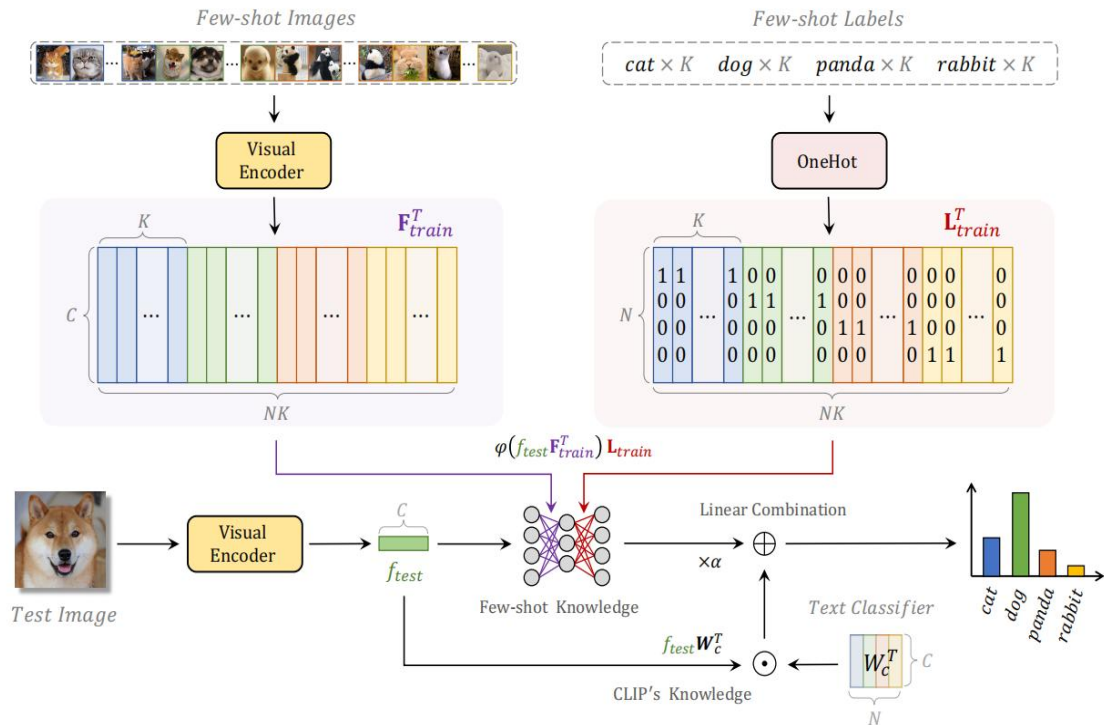 Few-shot Images
Few-shot Labels
... ... ... ...
cat × K dog × K panda × K rabbit × K
Visual
Encoder
OneHot
K
F^T_train
C
... ... ... ...
NK
K
L^T_train
N
1 1 1 0 0 0 0 0 0 0 0 0
0 0 0 1 1 1 0 0 0 0 0 0
... ... ... ...
0 0 0 0 0 0 1 1 1 0 0 0
0 0 0 0 0 0 0 0 0 1 1 1
NK
φ(f_test F^T_train) L_train
Test Image
Visual
Encoder
C
f_test
Few-shot Knowledge
Linear Combination
×α
cat
dog
panda
rabbit
f_test W_c^T
CLIP's Knowledge
Text Classifier
W_c^T
C
N